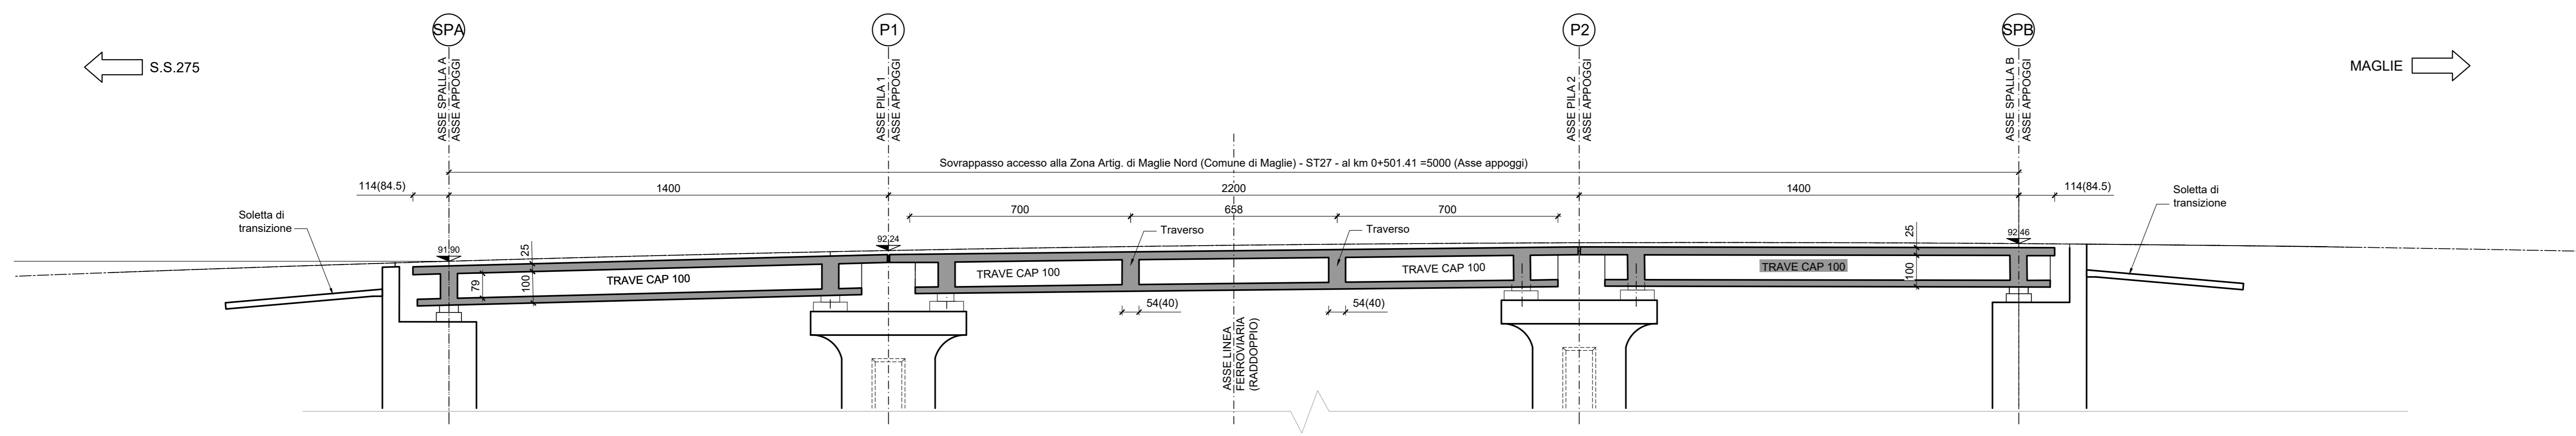 SPA
P1
P2
SPB
S.S.275
MAGLIE
ASSE SPALLA A
ASSE APPOGGI
ASSE PILA 1
ASSE APPOGGI
ASSE PILA 2
ASSE APPOGGI
ASSE SPALLA B
ASSE APPOGGI
Sovrappasso accesso alla Zona Artig. di Maglie Nord (Comune di Maglie) - ST27 - al km 0+501.41 =5000 (Asse appoggi)
114(84.5)
1400
2200
1400
114(84.5)
700
658
700
Soletta di
transizione
Soletta di
transizione
Traverso
Traverso
91.90
92.24
92.46
25
25
79
100
100
TRAVE CAP 100
TRAVE CAP 100
TRAVE CAP 100
TRAVE CAP 100
54(40)
54(40)
ASSE LINEA
FERROVIARIA
(RADDOPPIO)